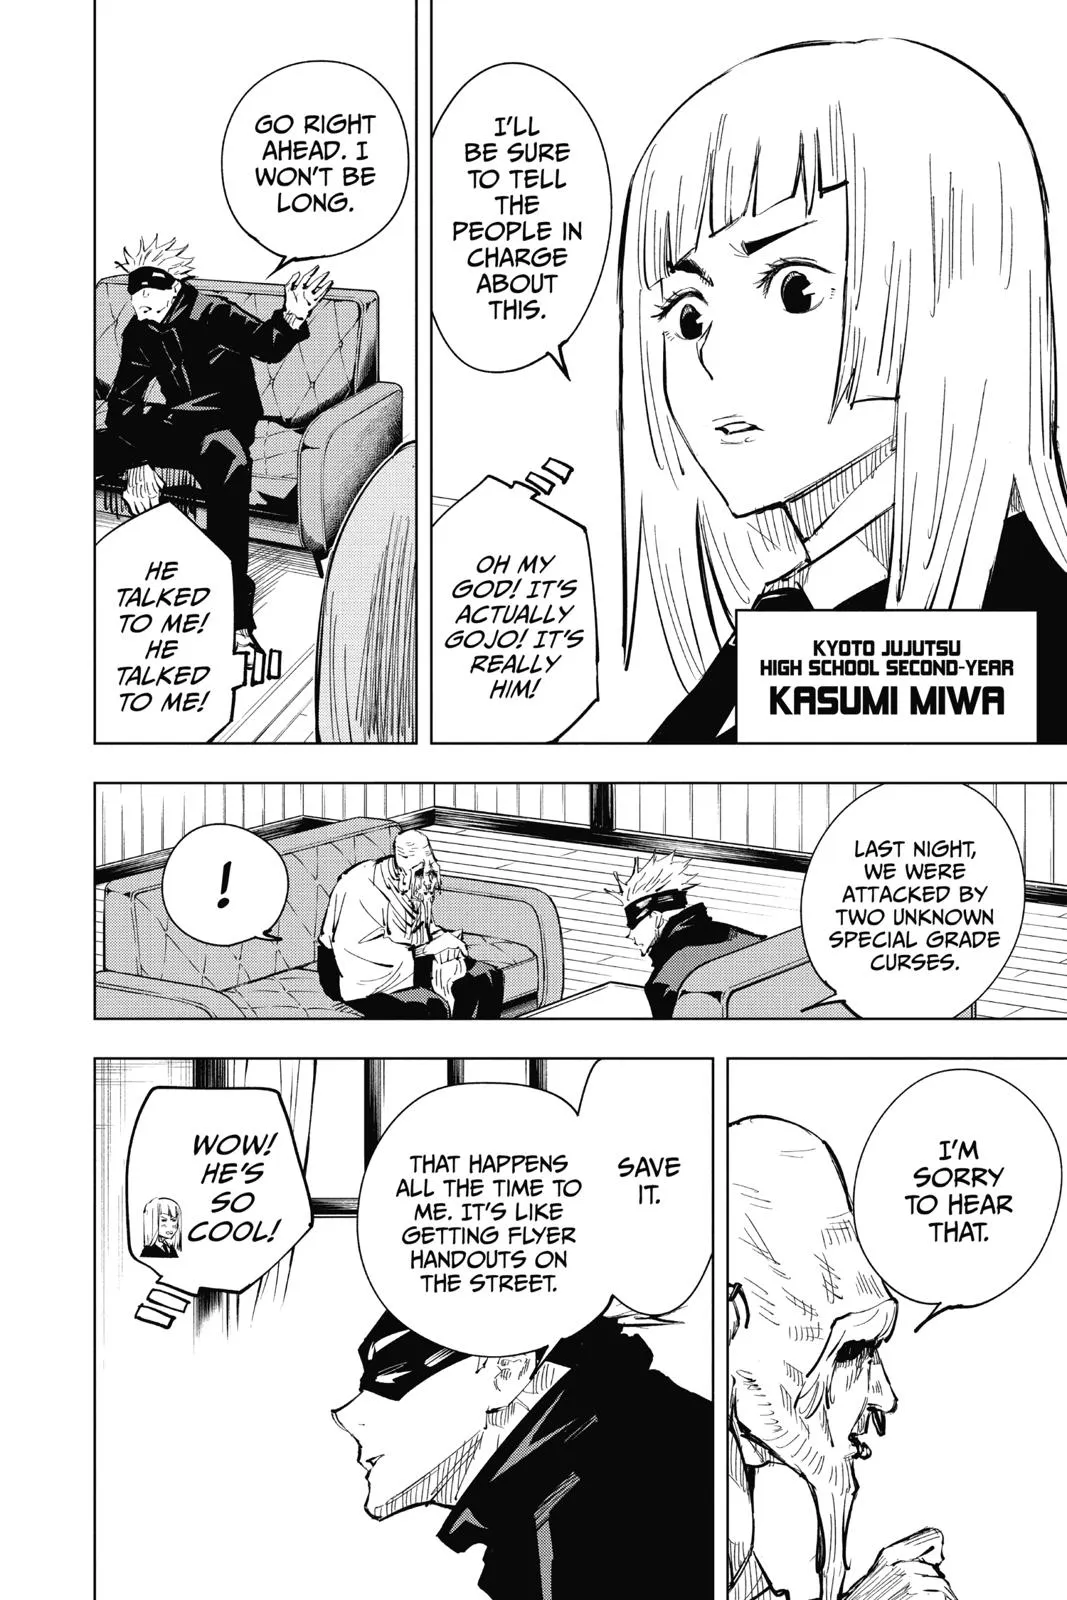 I'LL
BE SURE
TO TELL
THE
PEOPLE IN
CHARGE
ABOUT
THIS.
OH MY
GOD! IT'S
ACTUALLY
GOJO! IT'S
REALLY
HIM!
KYOTO JUJUTSU
HIGH SCHOOL SECOND-YEAR
KASUMI MIWA
GO RIGHT
AHEAD. I
WON'T BE
LONG.
HE
TALKED
TO ME!
HE
TALKED
TO ME!
LAST NIGHT,
WE WERE
ATTACKED BY
TWO UNKNOWN
SPECIAL GRADE
CURSES.
!
I'M
SORRY
TO HEAR
THAT.
SAVE
IT.
THAT HAPPENS
ALL THE TIME TO
ME. IT'S LIKE
GETTING FLYER
HANDOUTS ON
THE STREET.
WOW!
HE'S
SO
COOL!